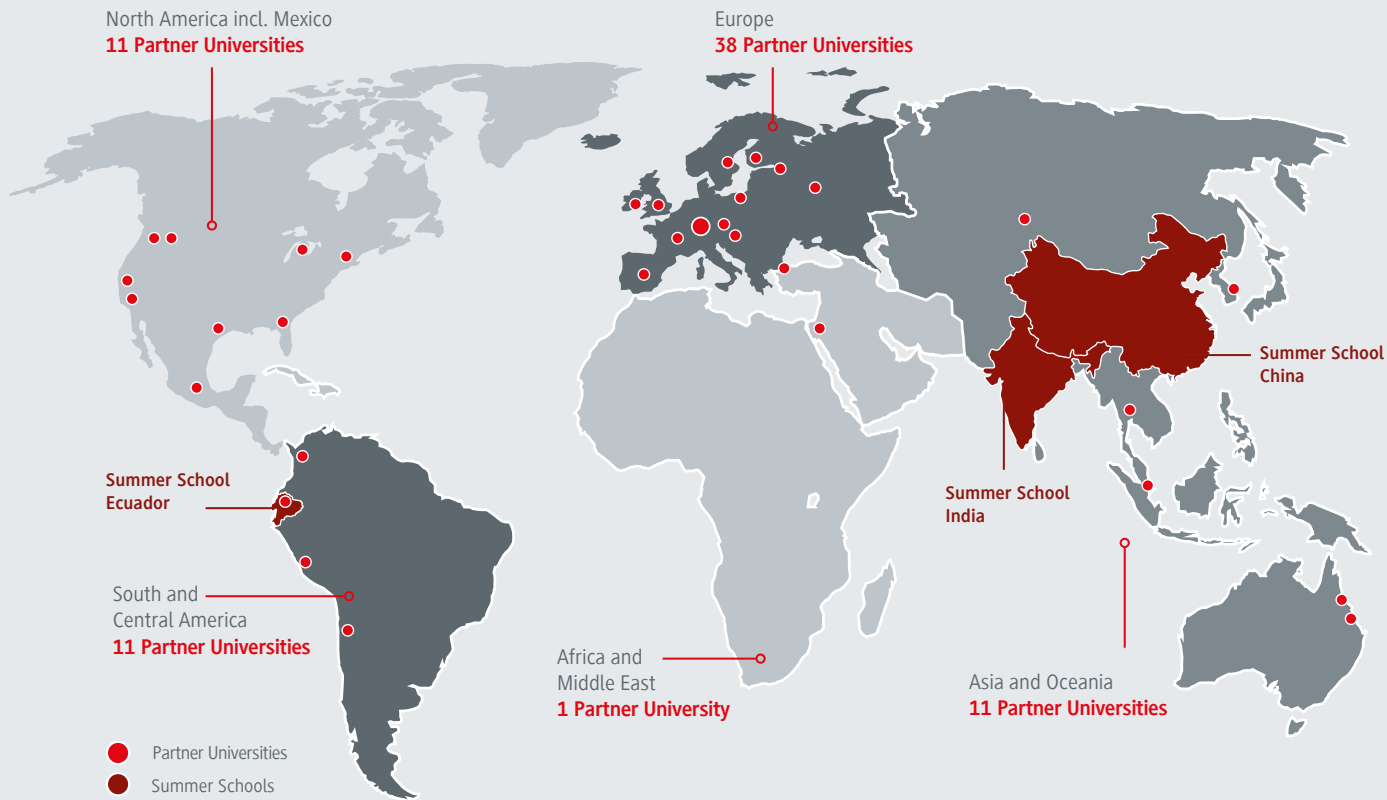 North America incl. Mexico
11 Partner Universities
Europe
38 Partner Universities
Summer School
China
Summer School
Ecuador
Summer School
India
South and
Central America
11 Partner Universities
Africa and
Middle East
1 Partner University
Asia and Oceania
11 Partner Universities
Partner Universities
Summer Schools